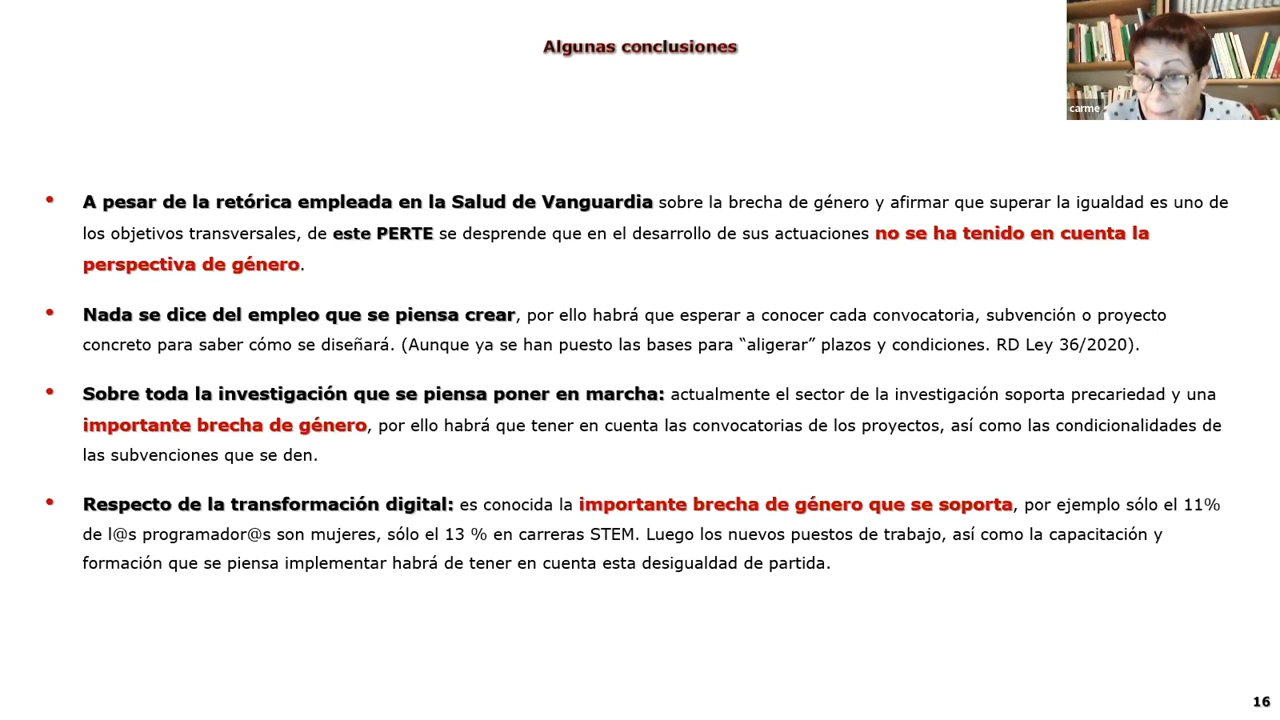 Algunas conclusiones
carme
• A pesar de la retórica empleada en la Salud de Vanguardia sobre la brecha de género y afirmar que superar la igualdad es uno de
los objetivos transversales, de este PERTE se desprende que en el desarrollo de sus actuaciones no se ha tenido en cuenta la
perspectiva de género.
• Nada se dice del empleo que se piensa crear, por ello habrá que esperar a conocer cada convocatoria, subvención o proyecto
concreto para saber cómo se diseñará. (Aunque ya se han puesto las bases para “aligerar” plazos y condiciones. RD Ley 36/2020).
• Sobre toda la investigación que se piensa poner en marcha: actualmente el sector de la investigación soporta precariedad y una
importante brecha de género, por ello habrá que tener en cuenta las convocatorias de los proyectos, así como las condicionalidades de
las subvenciones que se den.
• Respecto de la transformación digital: es conocida la importante brecha de género que se soporta, por ejemplo sólo el 11%
de l@s programador@s son mujeres, sólo el 13 % en carreras STEM. Luego los nuevos puestos de trabajo, así como la capacitación y
formación que se piensa implementar habrá de tener en cuenta esta desigualdad de partida.
16